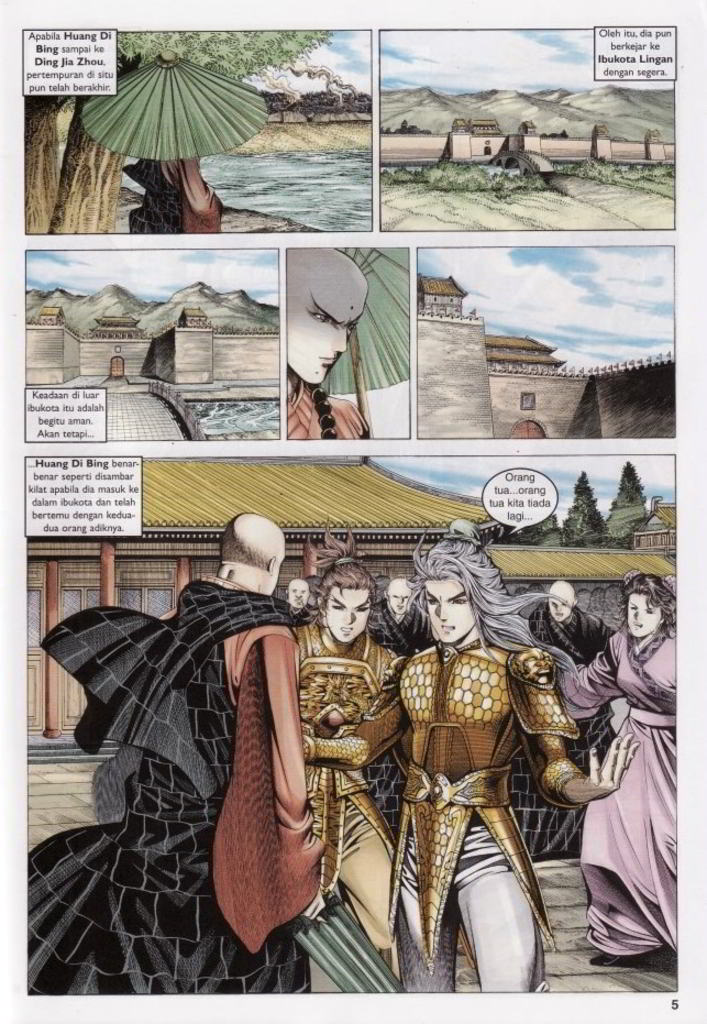 Apabila Huang Di
Bing sampai ke
Ding Jia Zhou,
pertempuran di situ
pun telah berakhir.
Oleh itu, dia pun
berkejar ke
Ibukota Lingan
dengan segera.
Keadaan di luar
ibukota itu adalah
begitu aman.
Akan tetapi...
...Huang Di Bing benar-
benar seperti disambar
kilat apabila dia masuk ke
dalam ibukota dan telah
bertemu dengan kedua-
dua orang adiknya.
Orang
tua...orang
tua kita tiada
lagi...
5